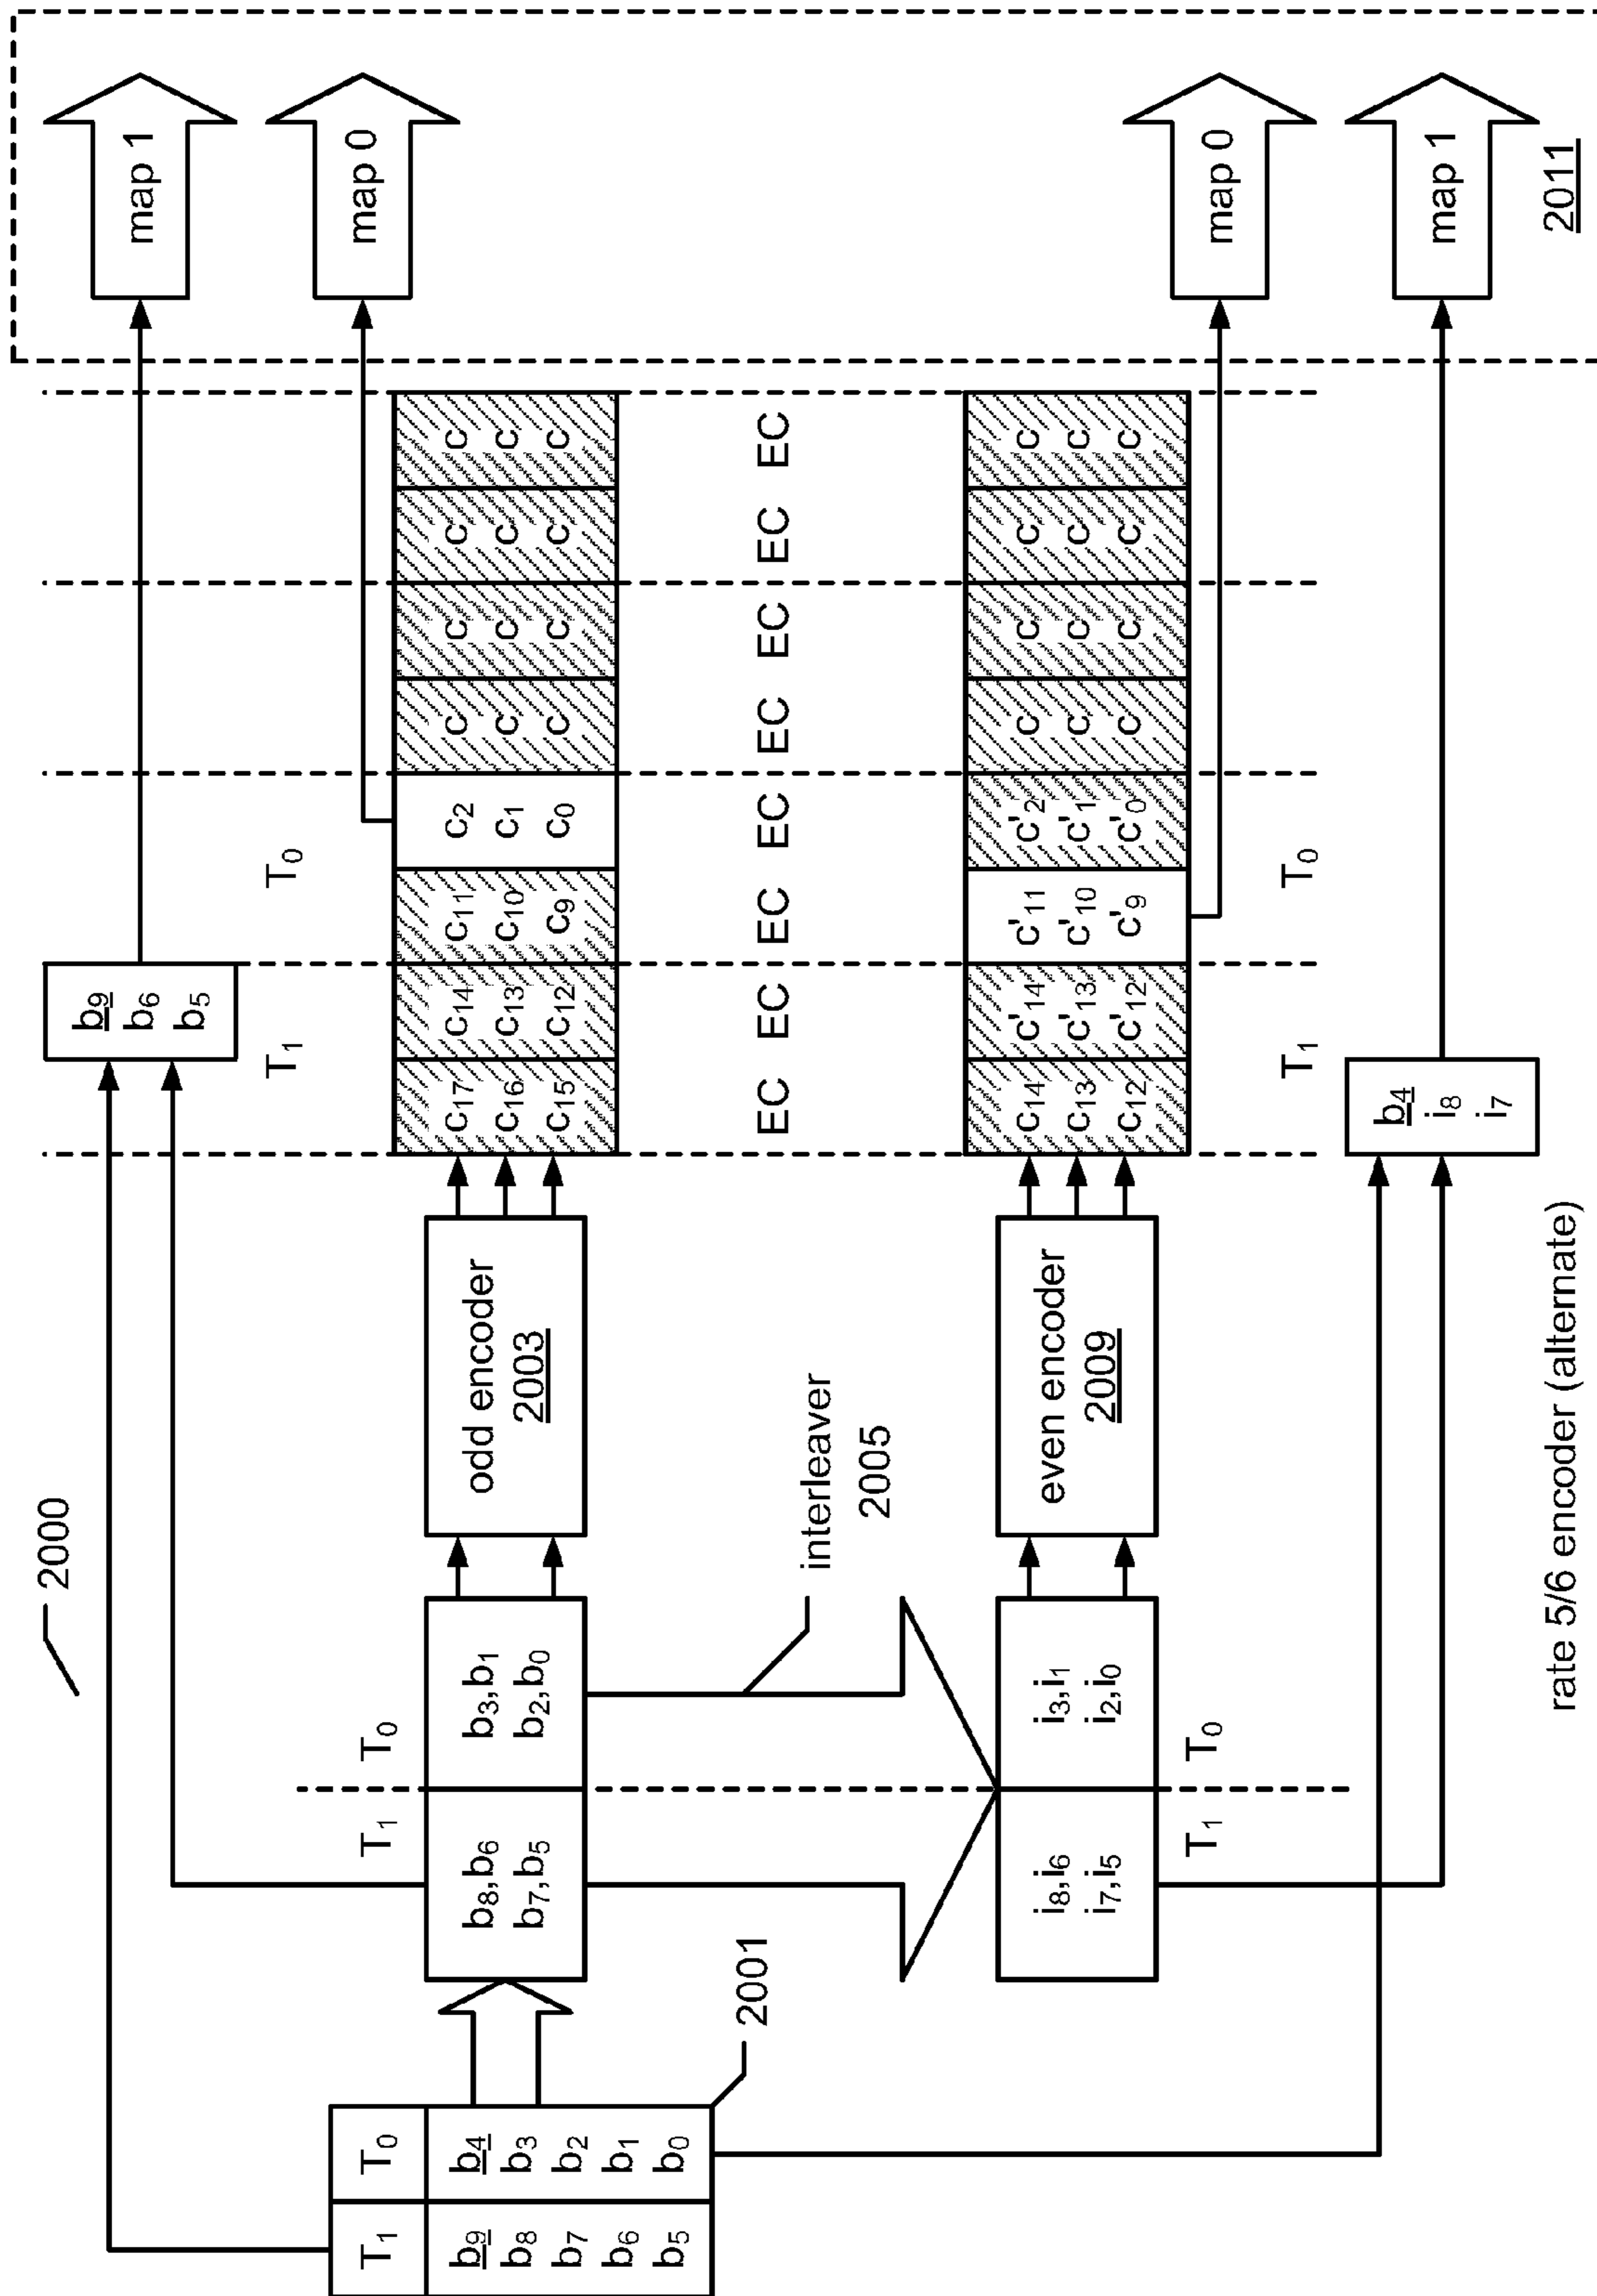 2000
T₁ T₀
b₉ b₄
b₈ b₃
b₇ b₂
b₆ b₁
b₅ b₀
2001
T₁ T₀
b₈,b₆ b₃,b₁
b₇,b₅ b₂,b₀
interleaver
2005
i₈,i₆ i₃,i₁
i₇,i₅ i₂,i₀
T₁ T₀
odd encoder
2003
even encoder
2009
b₉
b₆
b₅
T₁ T₀
c₁₇ c₁₄ c₁₁ c₂ c c c c
c₁₆ c₁₃ c₁₀ c₁ c c c c
c₁₅ c₁₂ c₉ c₀ c c c c
EC EC EC EC EC EC EC EC
c₁₄ c'₁₄ c'₁₁ c'₂ c c c c
c₁₃ c'₁₃ c'₁₀ c'₁ c c c c
c₁₂ c'₁₂ c'₉ c'₀ c c c c
T₁ T₀
b₄
i₈
i₇
map 1
map 0
map 0
map 1
2011
rate 5/6 encoder (alternate)